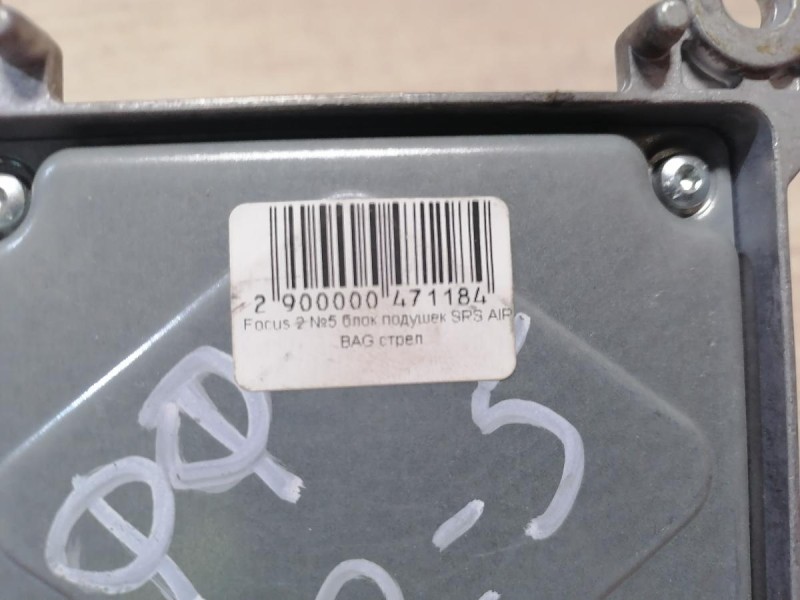 2 900000 471184
Focus 2 №5 блок подушек SRS AIR
BAG стрел
ФФ
5